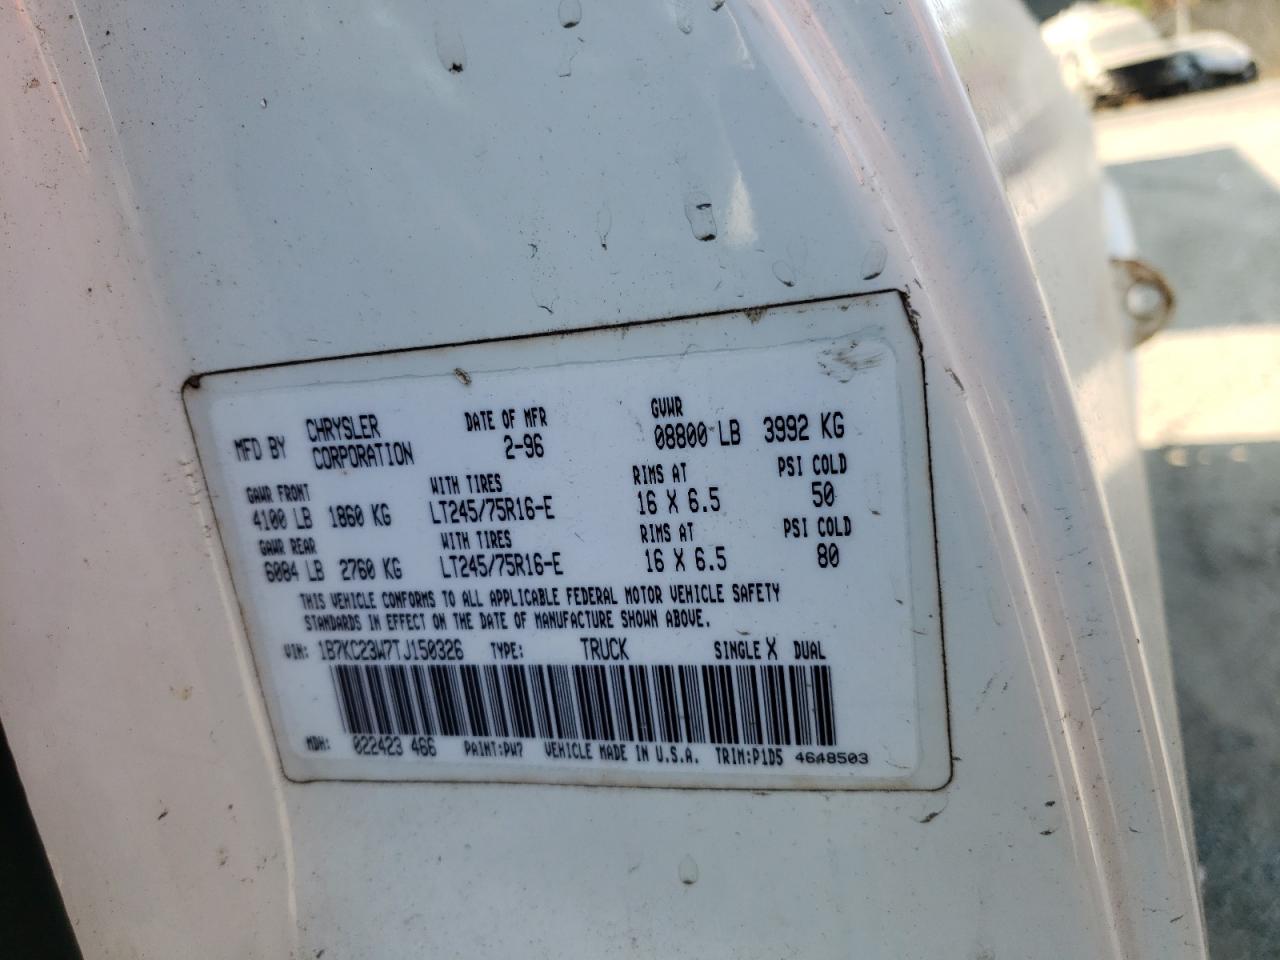 MFD BY CHRYSLER CORPORATION DATE OF MFR 2-96 GVWR 08800 LB 3992 KG
GAWR FRONT WITH TIRES RIMS AT PSI COLD
4100 LB 1860 KG LT245/75R16-E 16 X 6.5 50
GAWR REAR WITH TIRES RIMS AT PSI COLD
6084 LB 2760 KG LT245/75R16-E 16 X 6.5 80
THIS VEHICLE CONFORMS TO ALL APPLICABLE FEDERAL MOTOR VEHICLE SAFETY
STANDARDS IN EFFECT ON THE DATE OF MANUFACTURE SHOWN ABOVE.
VIN: 1B7KC23W7TJ150326 TYPE: TRUCK SINGLE X DUAL
MDH: 022423 466 PAINT:PW7 VEHICLE MADE IN U.S.A. TRIM:P1D5 4648503